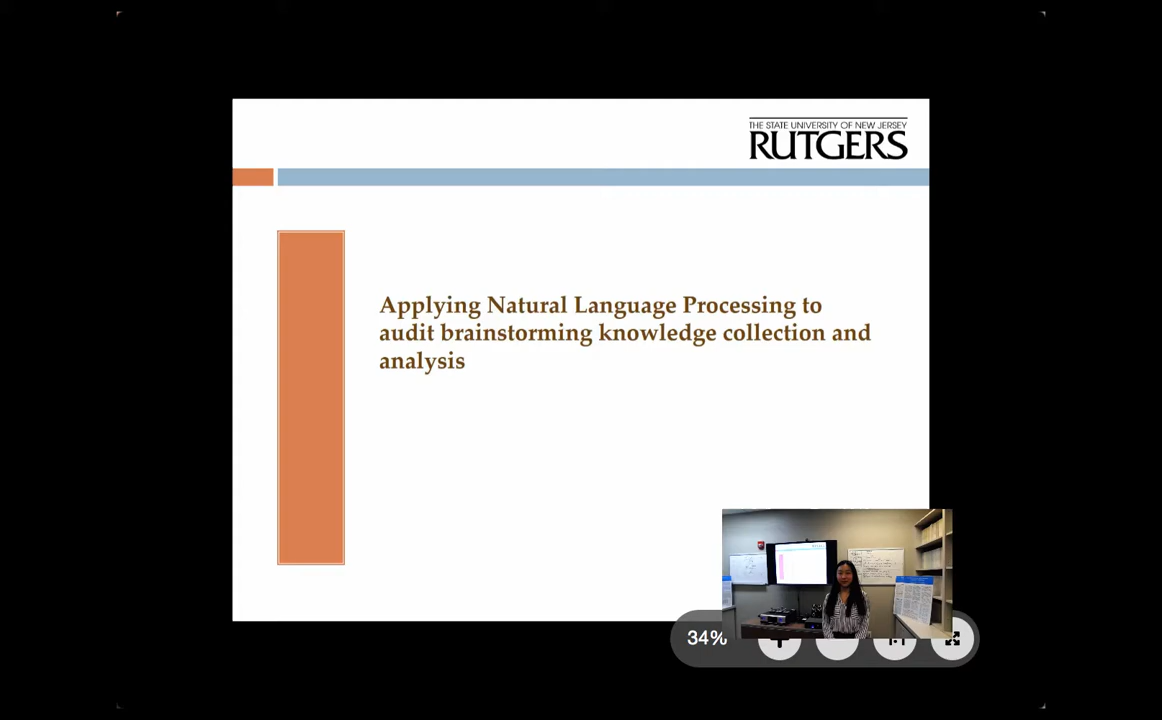 THE STATE UNIVERSITY OF NEW JERSEY
RUTGERS
Applying Natural Language Processing to
audit brainstorming knowledge collection and
analysis
34%